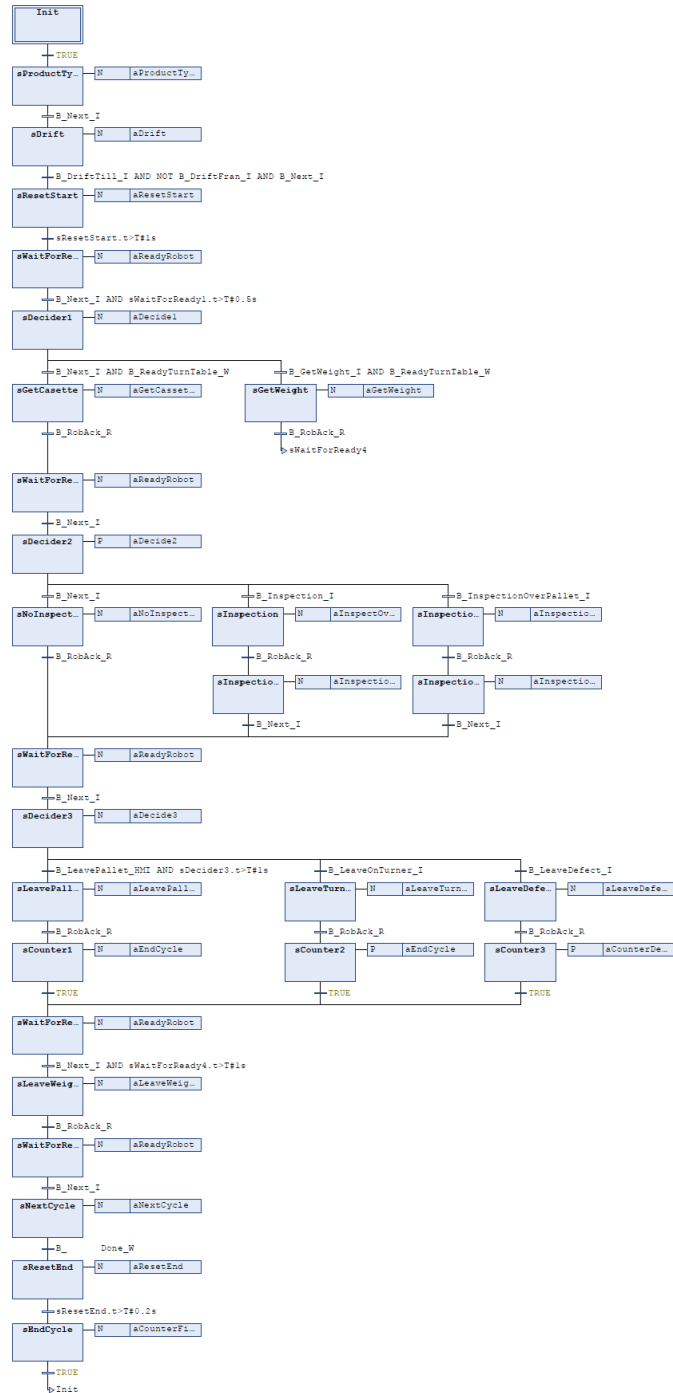 Init
TRUE
sProductTy… N aProductTy…
B_Next_I
sDrift N aDrift
B_DriftTill_I AND NOT B_DriftFran_I AND B_Next_I
sResetStart N aResetStart
sResetStart.t>T#1s
sWaitForRe… N aReadyRobot
B_Next_I AND sWaitForReady1.t>T#0.5s
sDecider1 N aDecide1
B_Next_I AND B_ReadyTurnTable_W B_GetWeight_I AND B_ReadyTurnTable_W
sGetCasette N aGetCasset… sGetWeight N aGetWeight
B_RobAck_R B_RobAck_R
sWaitForReady4
sWaitForRe… N aReadyRobot
B_Next_I
sDecider2 P aDecide2
B_Next_I B_Inspection_I B_InspectionOverPallet_I
sNoInspect… N aNoInspect… sInspection N aInspectOv… sInspectio… N aInspectio…
B_RobAck_R B_RobAck_R B_RobAck_R
sInspectio… N aInspectio… sInspectio… N aInspectio…
B_Next_I B_Next_I
sWaitForRe… N aReadyRobot
B_Next_I
sDecider3 N aDecide3
B_LeavePallet_HMI AND sDecider3.t>T#1s B_LeaveOnTurner_I B_LeaveDefect_I
sLeavePall… N aLeavePall… sLeaveTurn… N aLeaveTurn… sLeaveDefe… N aLeaveDefe…
B_RobAck_R B_RobAck_R B_RobAck_R
sCounter1 N aEndCycle sCounter2 P aEndCycle sCounter3 P aCounterDe…
TRUE TRUE TRUE
sWaitForRe… N aReadyRobot
B_Next_I AND sWaitForReady4.t>T#1s
sLeaveWeig… N aLeaveWeig…
B_RobAck_R
sWaitForRe… N aReadyRobot
B_Next_I
sNextCycle N aNextCycle
B_ Done_W
sResetEnd N aResetEnd
sResetEnd.t>T#0.2s
sEndCycle N aCounterFi…
TRUE
Init